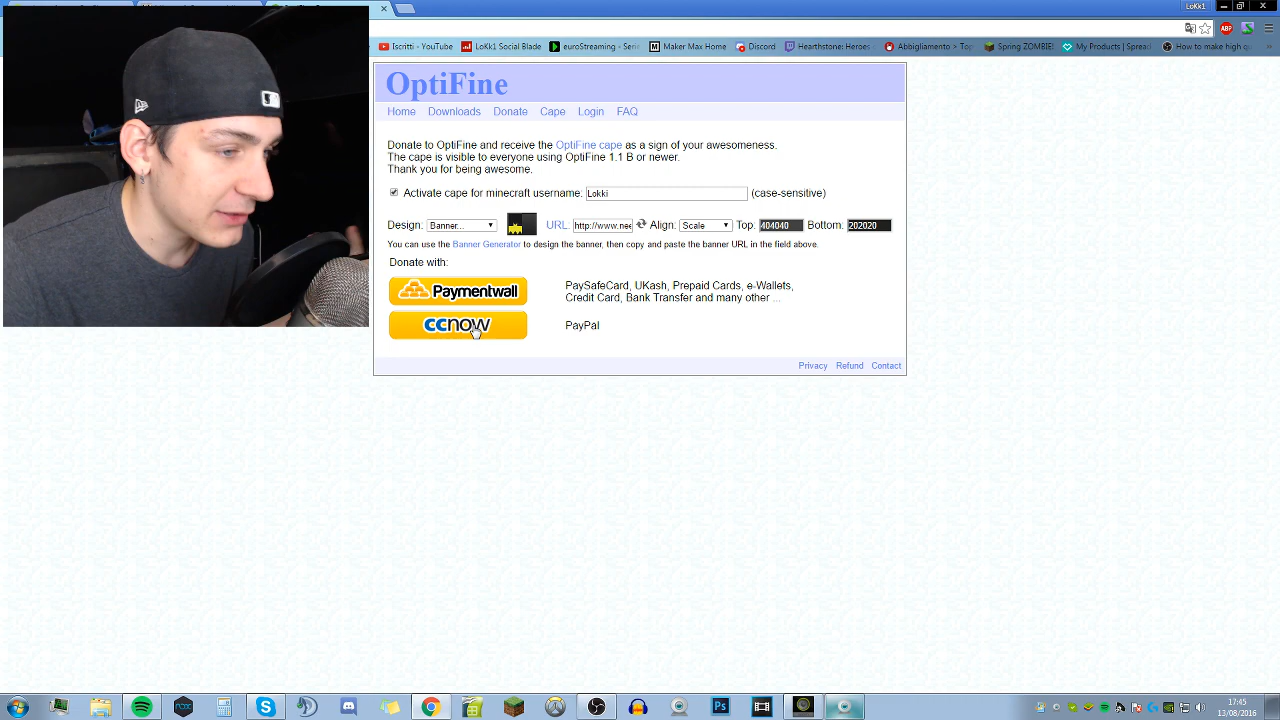 LoKk1
Iscritti - YouTube
LoKk1 Social Blade
euroStreaming - Serie
Maker Max Home
Discord
Hearthstone: Heroes
Abbigliamento > Top
Spring ZOMBIE!
My Products | Spread
How to make high qu
ABP
OptiFine
Home Downloads Donate Cape Login FAQ
Donate to OptiFine and receive the OptiFine cape as a sign of your awesomeness.
The cape is visible to everyone using OptiFine 1.1 B or newer.
Thank you for being awesome.
Activate cape for minecraft username: Lokki (case-sensitive)
Design: Banner... URL: http://www.nee Align: Scale Top: 404040 Bottom: 202020
You can use the Banner Generator to design the banner, then copy and paste the banner URL in the field above.
Donate with:
Paymentwall
PaySafeCard, UKash, Prepaid Cards, e-Wallets,
Credit Card, Bank Transfer and many other ...
ccnow PayPal
Privacy Refund Contact
Ps
17:45
13/08/2016